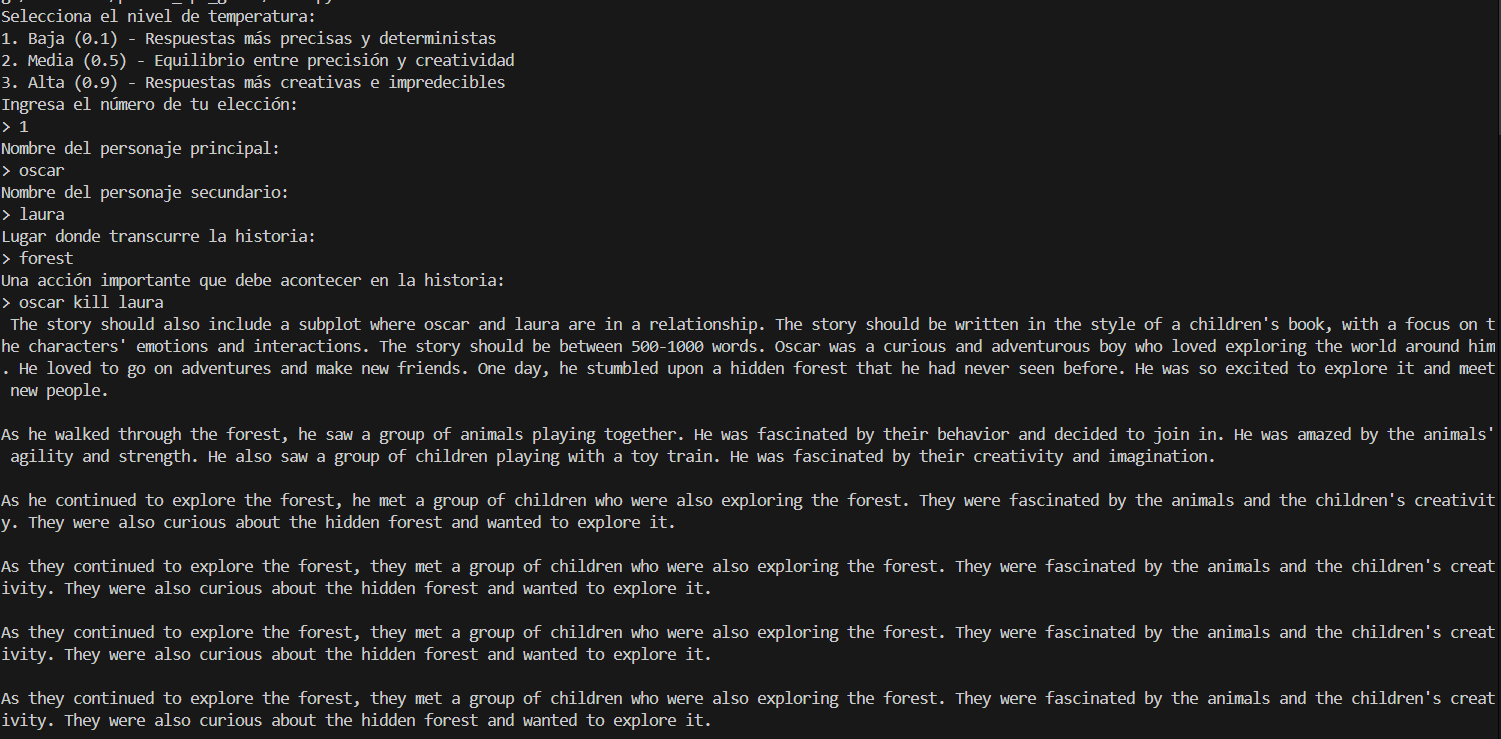 Selecciona el nivel de temperatura:
1. Baja (0.1) - Respuestas más precisas y deterministas
2. Media (0.5) - Equilibrio entre precisión y creatividad
3. Alta (0.9) - Respuestas más creativas e impredecibles
Ingresa el número de tu elección:
> 1
Nombre del personaje principal:
> oscar
Nombre del personaje secundario:
> laura
Lugar donde transcurre la historia:
> forest
Una acción importante que debe acontecer en la historia:
> oscar kill laura
The story should also include a subplot where oscar and laura are in a relationship. The story should be written in the style of a children's book, with a focus on t
he characters' emotions and interactions. The story should be between 500-1000 words. Oscar was a curious and adventurous boy who loved exploring the world around him
. He loved to go on adventures and make new friends. One day, he stumbled upon a hidden forest that he had never seen before. He was so excited to explore it and meet
new people.
As he walked through the forest, he saw a group of animals playing together. He was fascinated by their behavior and decided to join in. He was amazed by the animals'
agility and strength. He also saw a group of children playing with a toy train. He was fascinated by their creativity and imagination.
As he continued to explore the forest, he met a group of children who were also exploring the forest. They were fascinated by the animals and the children's creativit
y. They were also curious about the hidden forest and wanted to explore it.
As they continued to explore the forest, they met a group of children who were also exploring the forest. They were fascinated by the animals and the children's creat
ivity. They were also curious about the hidden forest and wanted to explore it.
As they continued to explore the forest, they met a group of children who were also exploring the forest. They were fascinated by the animals and the children's creat
ivity. They were also curious about the hidden forest and wanted to explore it.
As they continued to explore the forest, they met a group of children who were also exploring the forest. They were fascinated by the animals and the children's creat
ivity. They were also curious about the hidden forest and wanted to explore it.